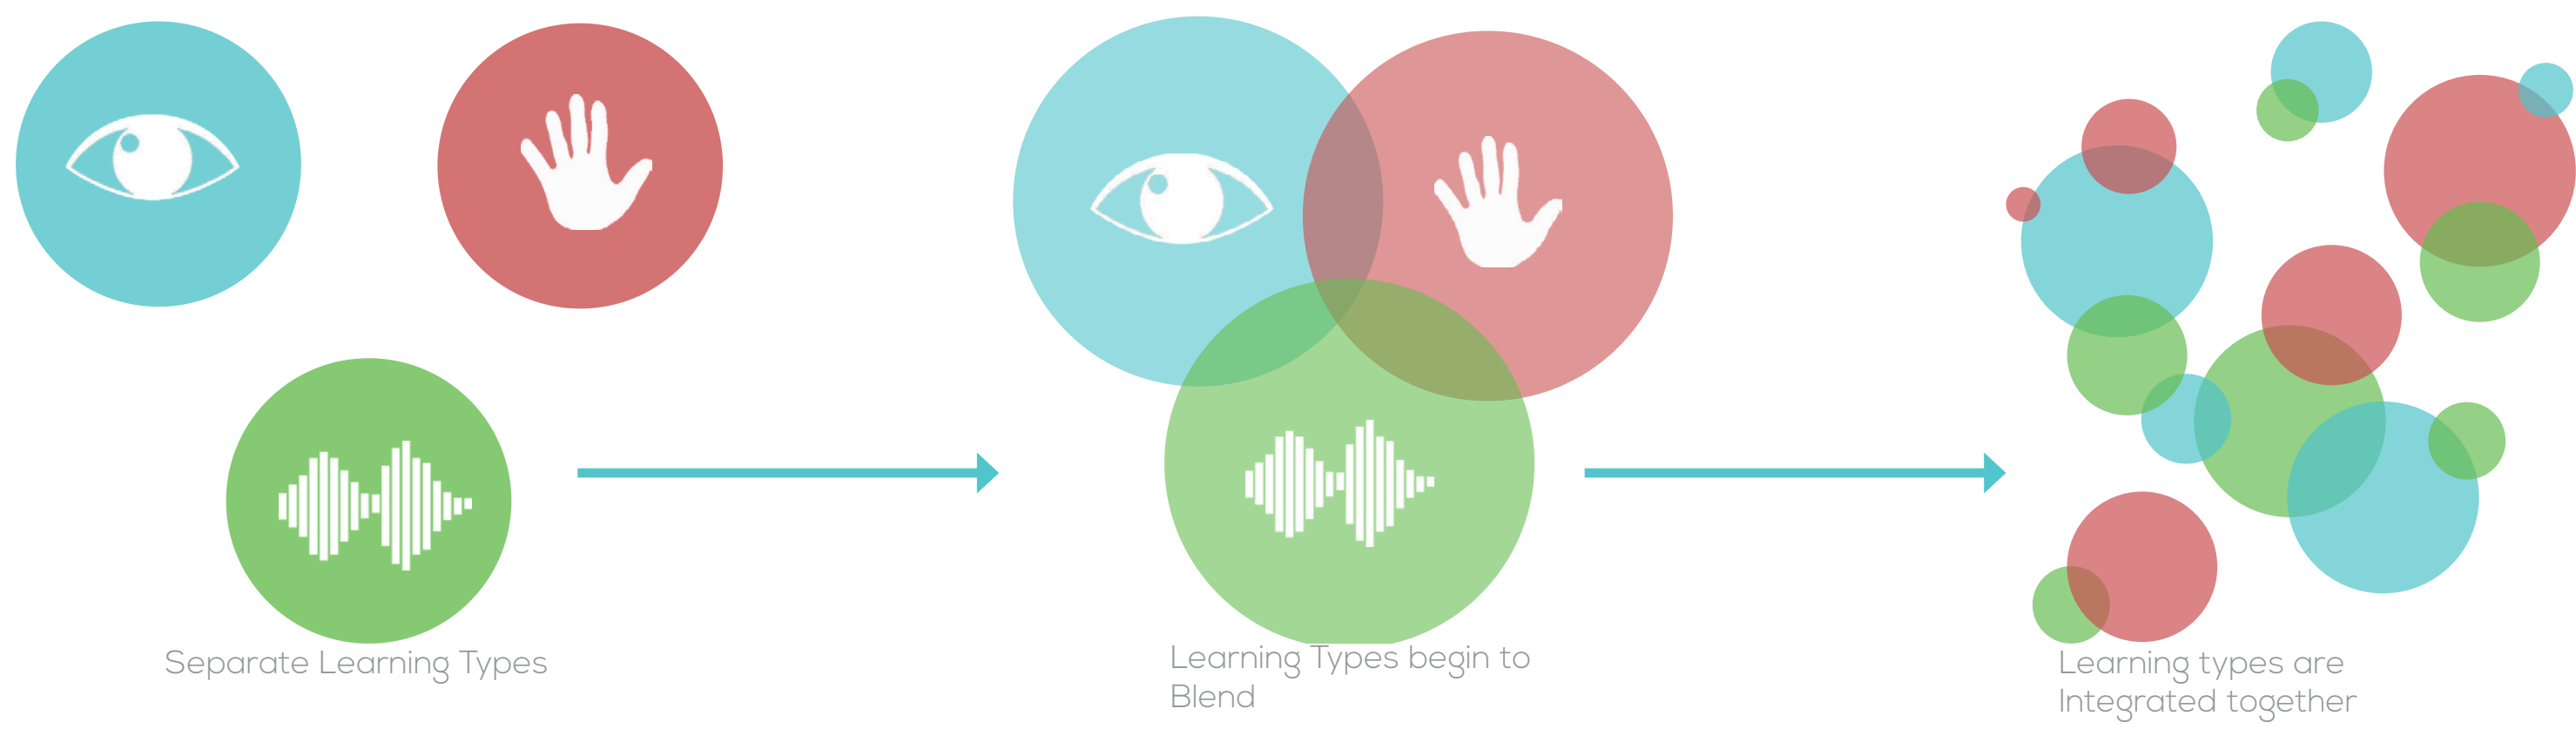 Separate Learning Types
Learning Types begin to
Blend
Learning types are
Integrated together